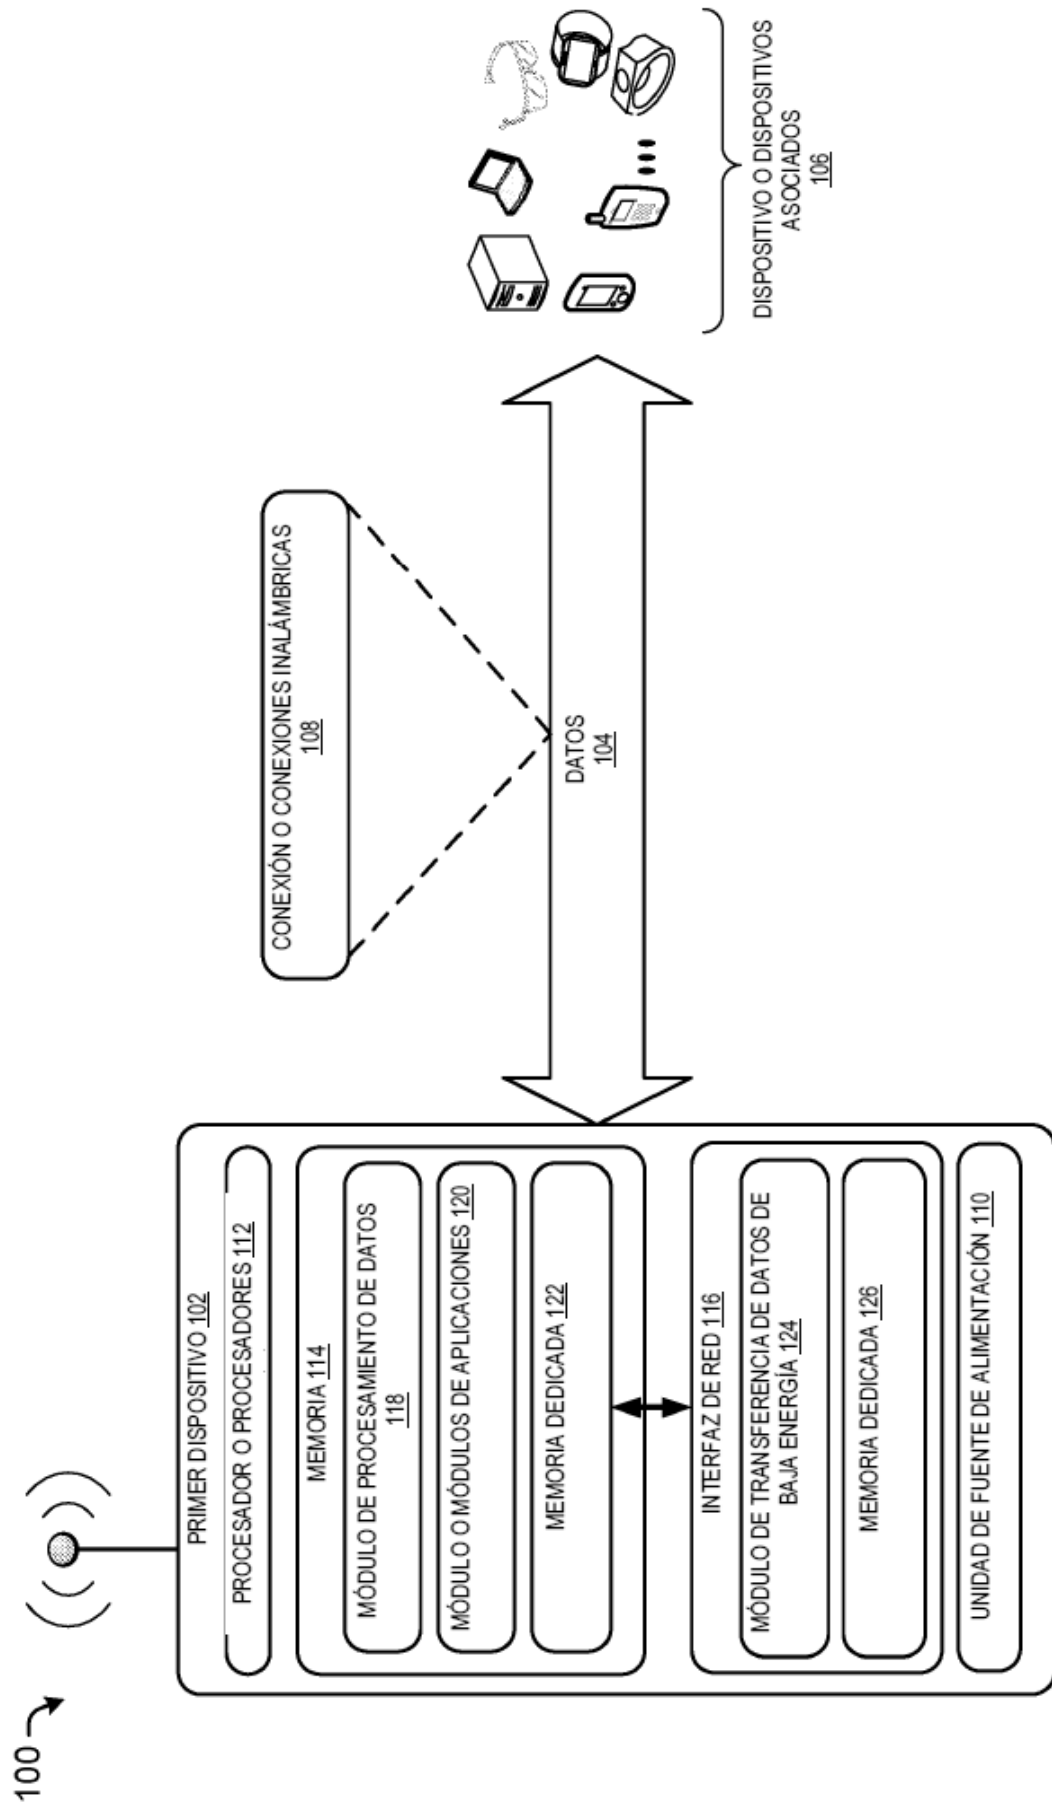 100
PRIMER DISPOSITIVO 102
PROCESADOR O PROCESADORES 112
MEMORIA 114
MÓDULO DE PROCESAMIENTO DE DATOS
118
MÓDULO O MÓDULOS DE APLICACIONES 120
MEMORIA DEDICADA 122
INTERFAZ DE RED 116
MÓDULO DE TRANSFERENCIA DE DATOS DE
BAJA ENERGÍA 124
MEMORIA DEDICADA 126
UNIDAD DE FUENTE DE ALIMENTACIÓN 110
CONEXIÓN O CONEXIONES INALÁMBRICAS
108
DATOS
104
DISPOSITIVO O DISPOSITIVOS
ASOCIADOS
106